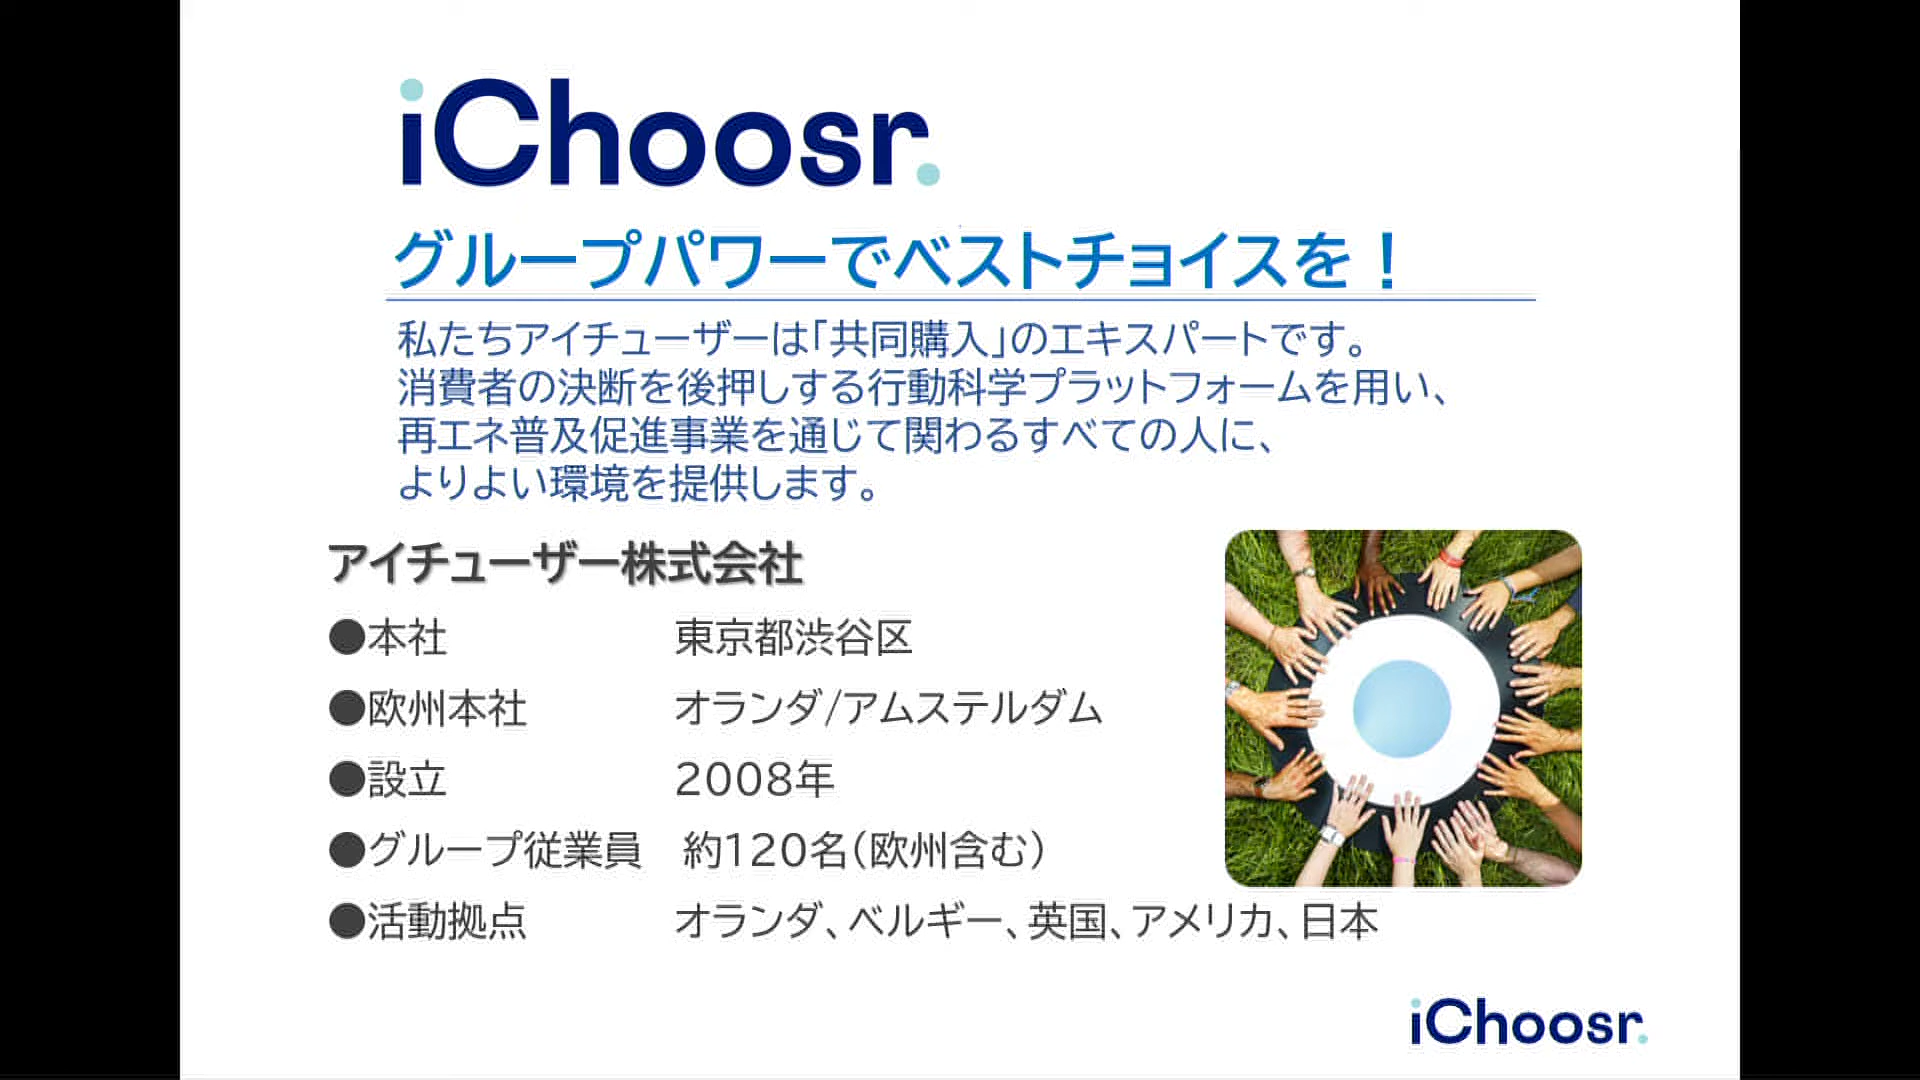 iChoosr.
グループパワーでベストチョイスを！
私たちアイチューザーは「共同購入」のエキスパートです。
消費者の決断を後押しする行動科学プラットフォームを用い、
再エネ普及促進事業を通じて関わるすべての人に、
よりよい環境を提供します。
アイチューザー株式会社
●本社 東京都渋谷区
●欧州本社 オランダ/アムステルダム
●設立 2008年
●グループ従業員 約120名（欧州含む）
●活動拠点 オランダ、ベルギー、英国、アメリカ、日本
iChoosr.